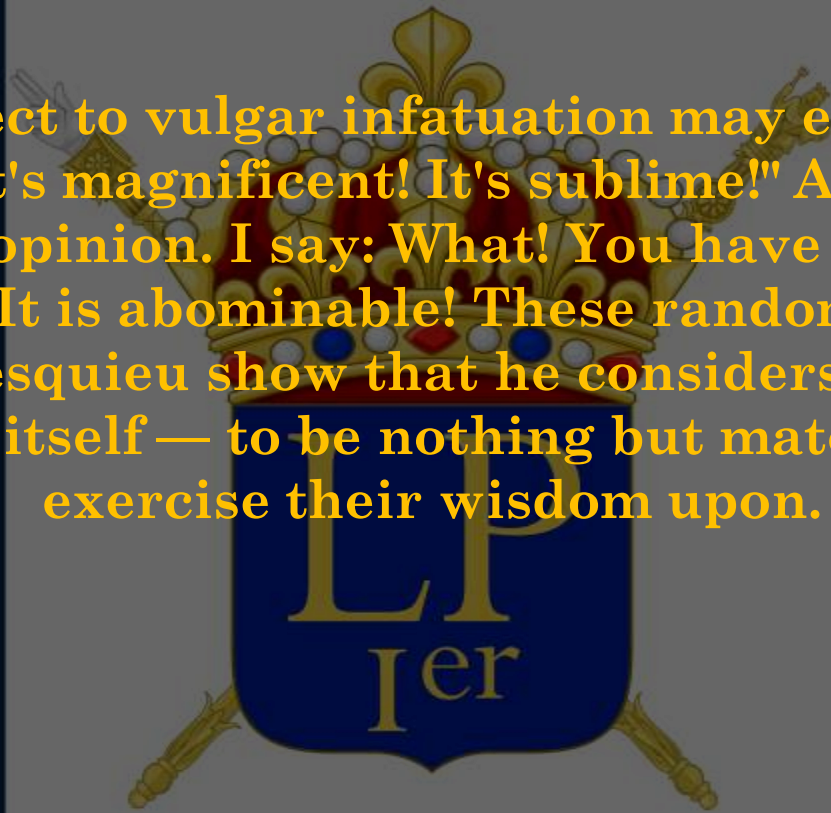 to vulgar infatuation may
magnificent! It's sublime!"
opinion. I say: What! You have
It is abominable! These
show that he considers
itself — to be nothing but
exercise their wisdom upon.
LP
Ier